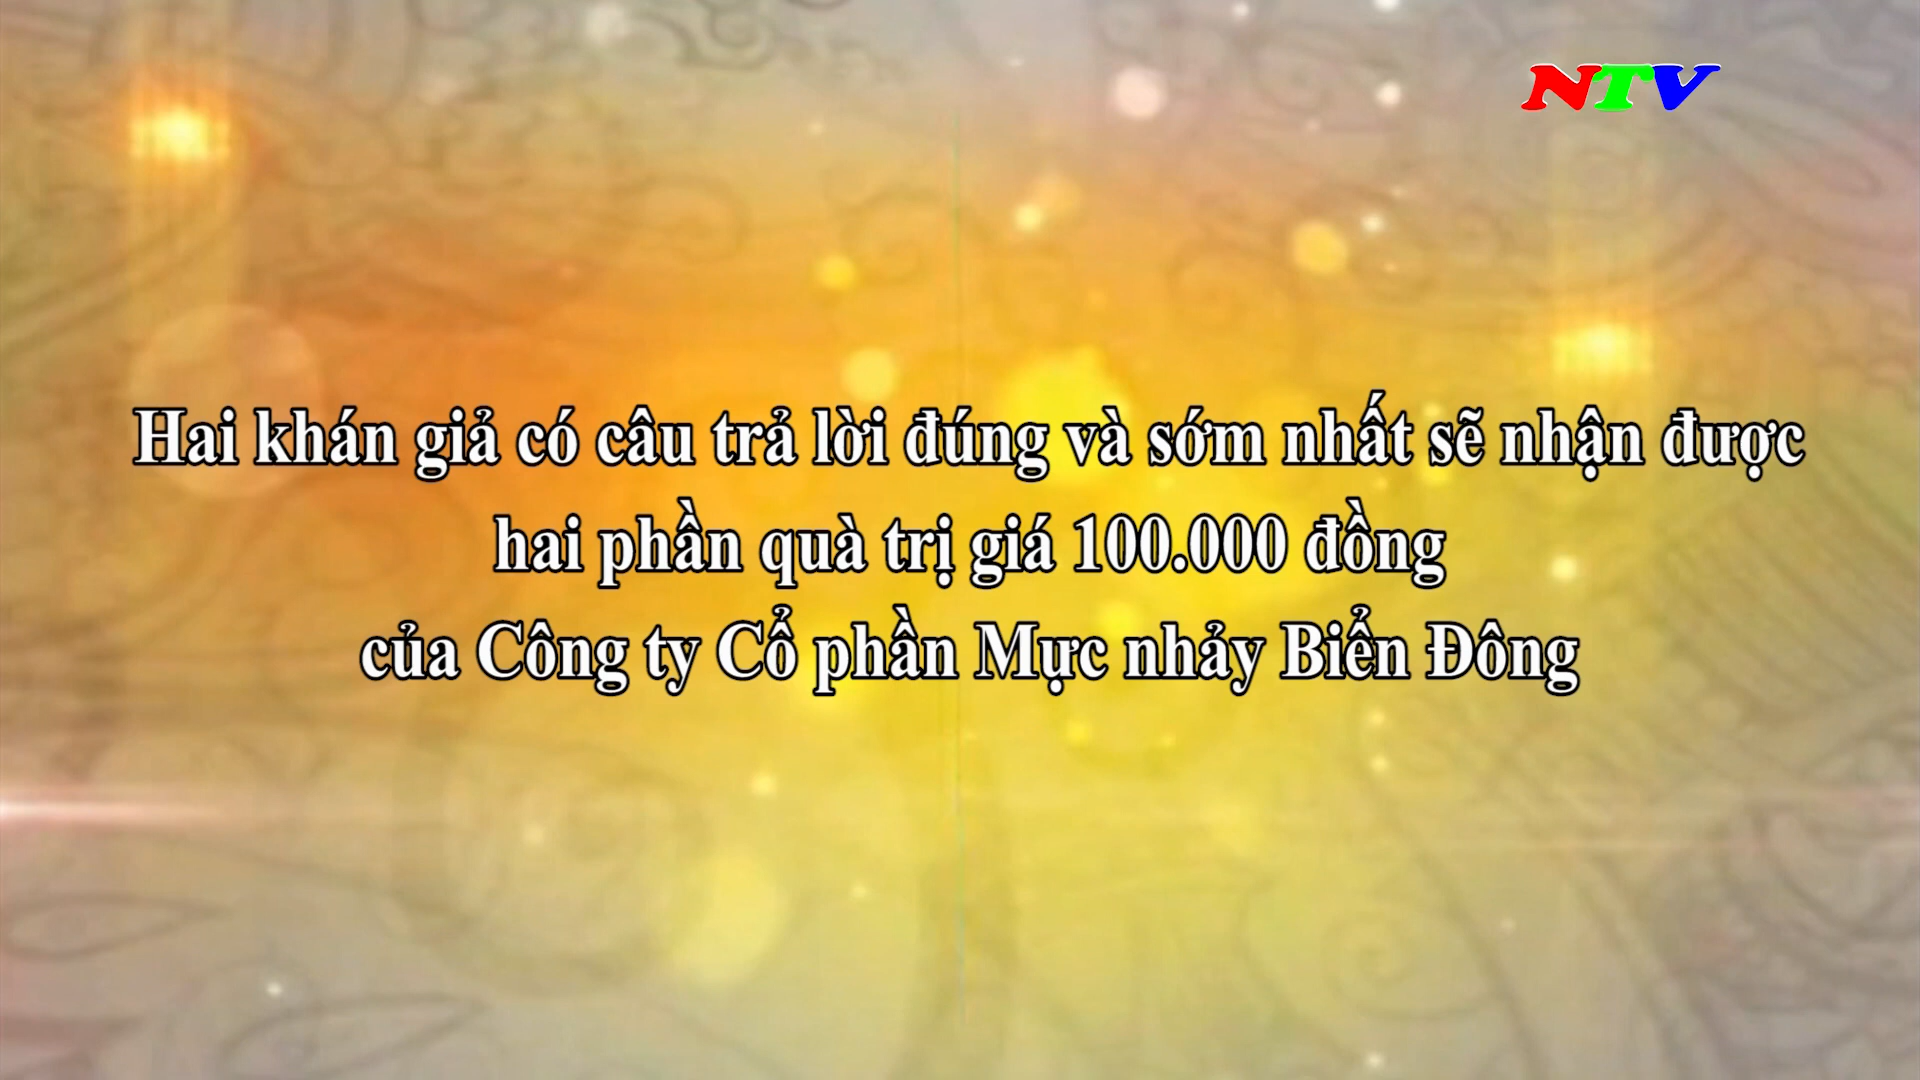 NTV
Hai khán giả có câu trả lời đúng và sớm nhất sẽ nhận được
hai phần quà trị giá 100.000 đồng
của Công ty Cổ phần Mực nhảy Biển Đông